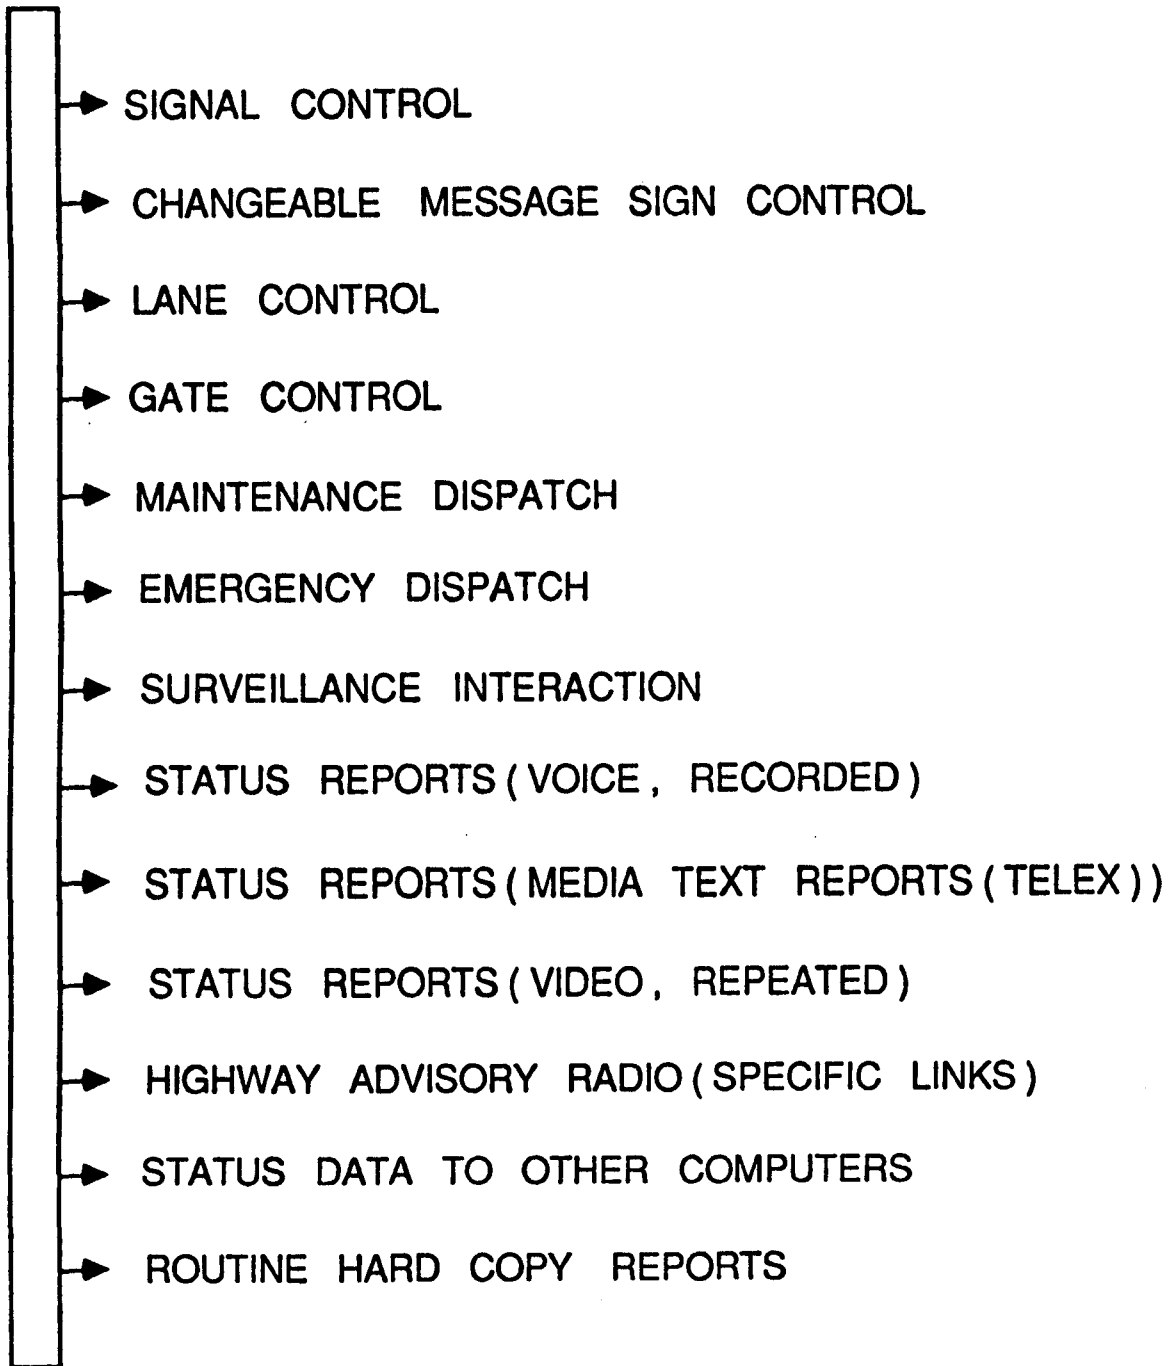 SIGNAL CONTROL
CHANGEABLE MESSAGE SIGN CONTROL
LANE CONTROL
GATE CONTROL
MAINTENANCE DISPATCH
EMERGENCY DISPATCH
SURVEILLANCE INTERACTION
STATUS REPORTS (VOICE, RECORDED)
STATUS REPORTS (MEDIA TEXT REPORTS (TELEX))
STATUS REPORTS (VIDEO, REPEATED)
HIGHWAY ADVISORY RADIO (SPECIFIC LINKS)
STATUS DATA TO OTHER COMPUTERS
ROUTINE HARD COPY REPORTS